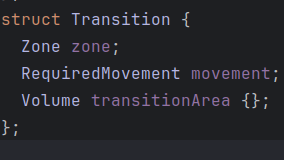 struct Transition {
  Zone zone;
  RequiredMovement movement;
  Volume transitionArea {};
};